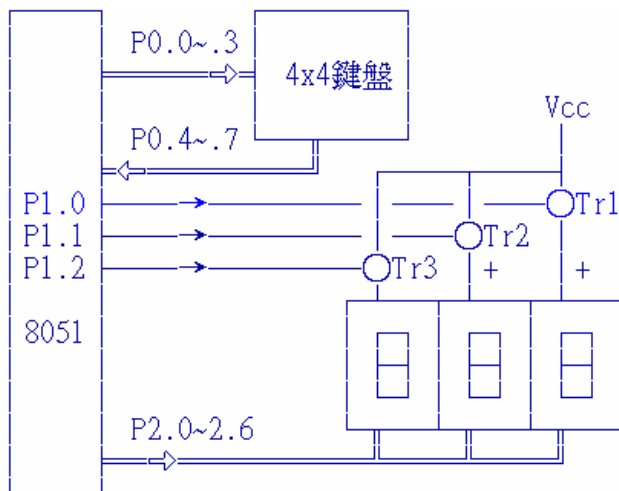 P0.0~.3
4x4鍵盤
Vcc
P0.4~.7
P1.0
Tr1
P1.1
Tr2
P1.2
Tr3
+
+
8051
P2.0~2.6